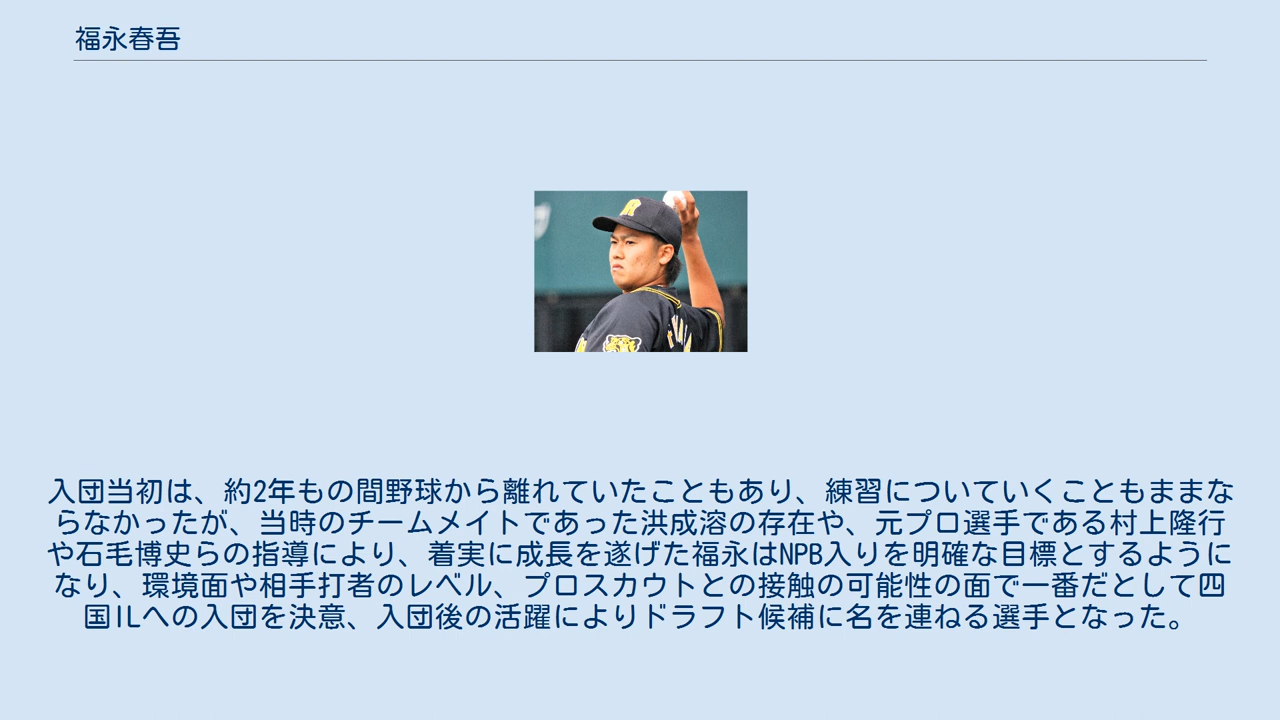 福永春吾
入団当初は、約2年もの間野球から離れていたこともあり、練習についていくこともままな
らなかったが、当時のチームメイトであった洪成溶の存在や、元プロ選手である村上隆行
や石毛博史らの指導により、着実に成長を遂げた福永はNPB入りを明確な目標とするように
なり、環境面や相手打者のレベル、プロスカウトとの接触の可能性の面で一番だとして四
国ILへの入団を決意、入団後の活躍によりドラフト候補に名を連ねる選手となった。